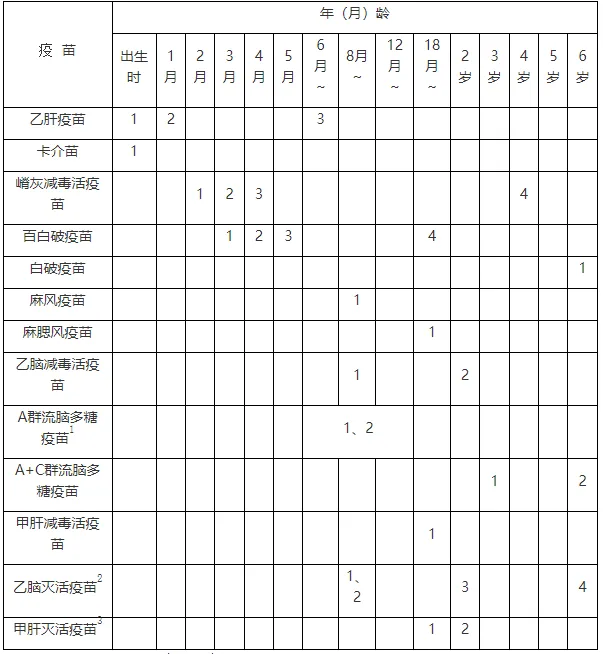 疫 苗
年（月）龄
出生时 1月 2月 3月 4月 5月 6月~ 8月~ 12月~ 18月~ 2岁 3岁 4岁 5岁 6岁
乙肝疫苗 1 2 3
卡介苗 1
嵴灰减毒活疫苗 1 2 3 4
百白破疫苗 1 2 3 4
白破疫苗 1
麻风疫苗 1
麻腮风疫苗 1
乙脑减毒活疫苗 1 2
A群流脑多糖疫苗1 1、2
A+C群流脑多糖疫苗 1 2
甲肝减毒活疫苗 1
乙脑灭活疫苗2 1、2 3 4
甲肝灭活疫苗3 1 2